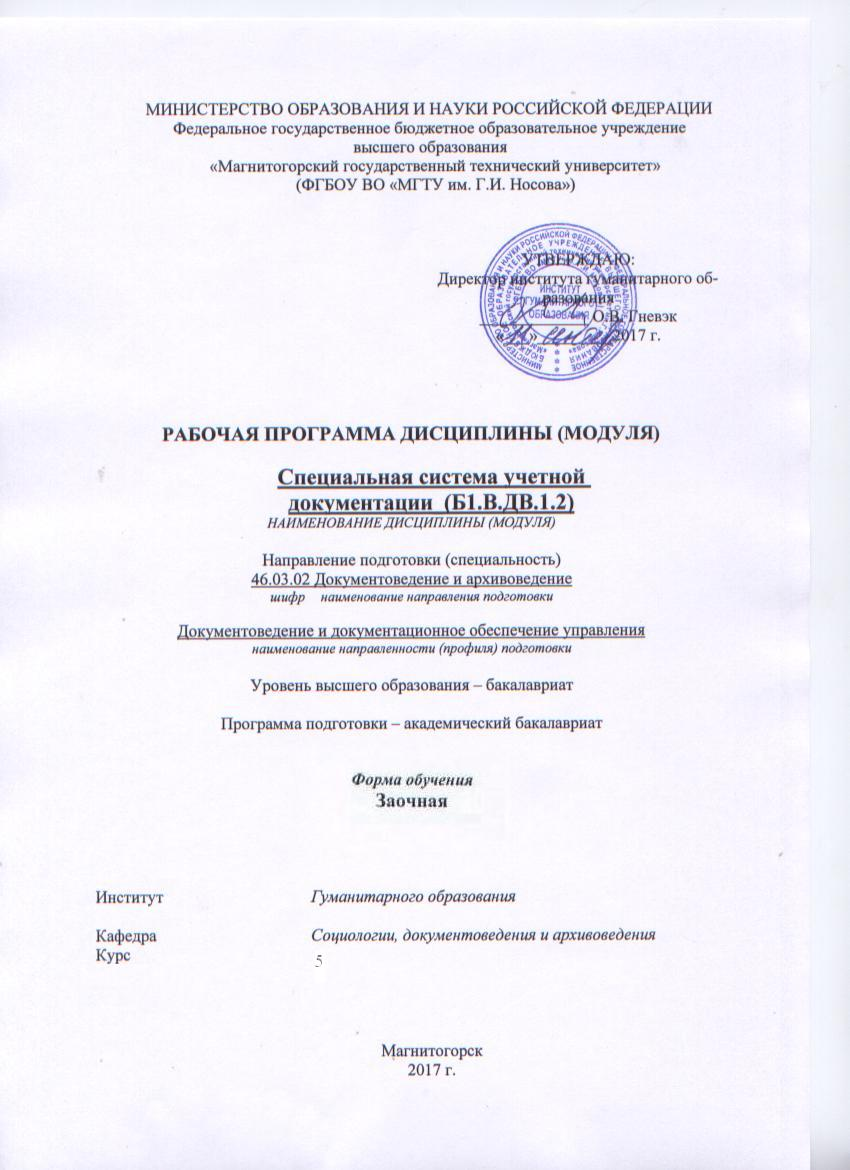 МИНИСТЕРСТВО ОБРАЗОВАНИЯ И НАУКИ РОССИЙСКОЙ ФЕДЕРАЦИИ
Федеральное государственное бюджетное образовательное учреждение
высшего образования
«Магнитогорский государственный технический университет»
(ФГБОУ ВО «МГТУ им. Г.И. Носова»)
УТВЕРЖДАЮ:
Директор института гуманитарного об-
разования
О.В. Гневэк
2017 г.
ИНСТИТУТ
ГУМАНИТАРНОГО
ОБРАЗОВАНИЯ
РАБОЧАЯ ПРОГРАММА ДИСЦИПЛИНЫ (МОДУЛЯ)
Специальная система учетной
документации (Б1.В.ДВ.1.2)
НАИМЕНОВАНИЕ ДИСЦИПЛИНЫ (МОДУЛЯ)
Направление подготовки (специальность)
46.03.02 Документоведение и архивоведение
шифр наименование направления подготовки
Документоведение и документационное обеспечение управления
наименование направленности (профиля) подготовки
Уровень высшего образования – бакалавриат
Программа подготовки – академический бакалавриат
Форма обучения
Заочная
Институт Гуманитарного образования
Кафедра Социологии, документоведения и архивоведения
Курс 5
Магнитогорск
2017 г.